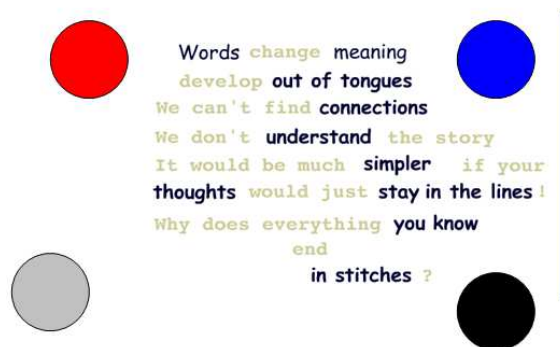 Words change meaning
develop out of tongues
We can't find connections
We don't understand the story
It would be much simpler if your
thoughts would just stay in the lines!
Why does everything you know
end
in stitches ?